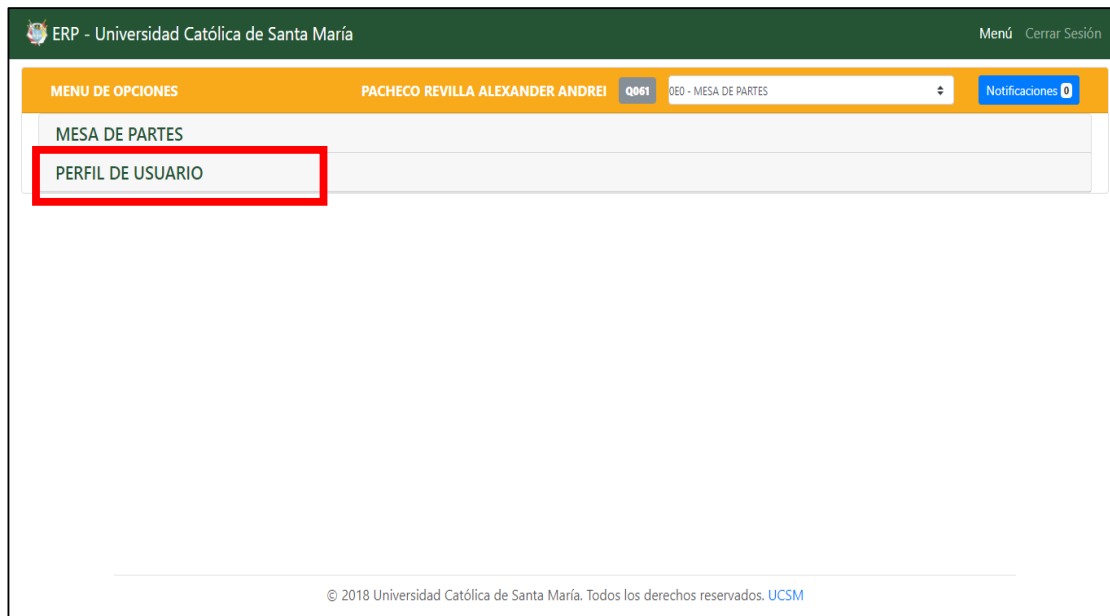 ERP - Universidad Católica de Santa María Menú Cerrar Sesión
MENU DE OPCIONES PACHECO REVILLA ALEXANDER ANDREI Q061 0E0 - MESA DE PARTES Notificaciones 0
MESA DE PARTES
PERFIL DE USUARIO
© 2018 Universidad Católica de Santa María. Todos los derechos reservados. UCSM